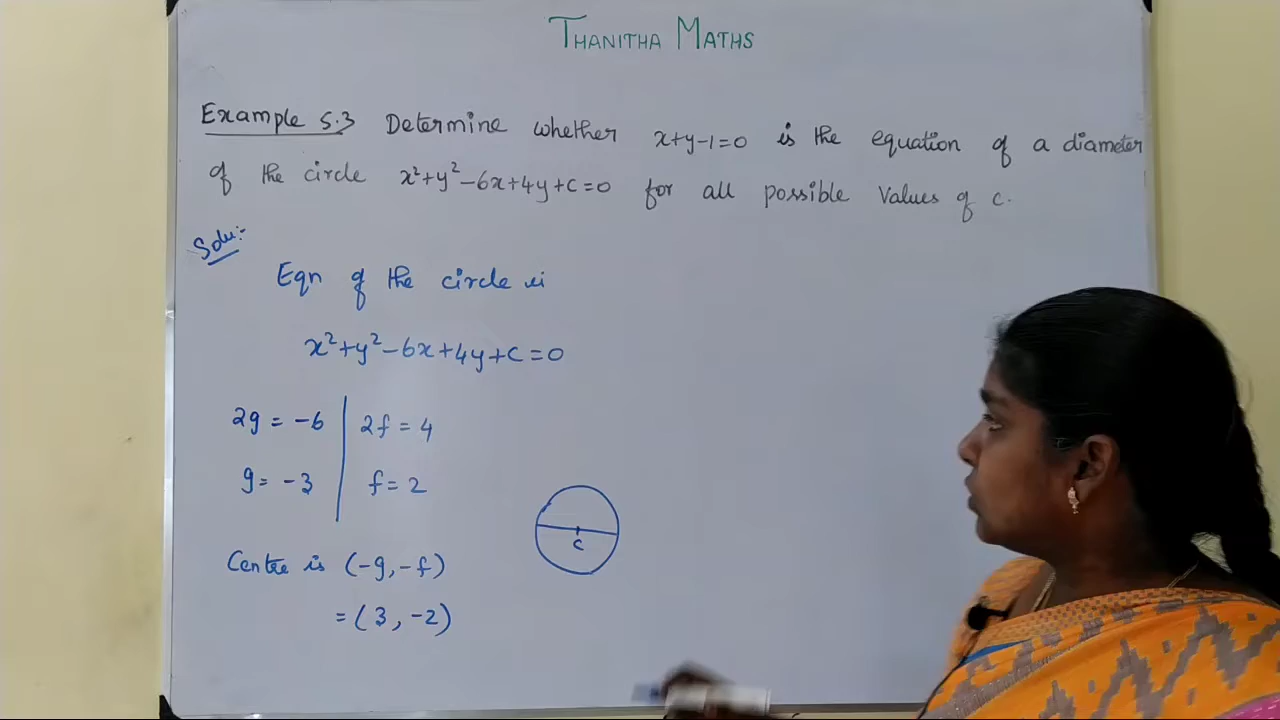 THANITHA MATHS
Example 5.3 Determine whether x+y-1=0 is the equation of a diameter
of the circle x²+y²-6x+4y+c=0 for all possible values of c.
Solu:-
Eqn of the circle is
x²+y²-6x+4y+c=0
2g = -6 | 2f = 4
g = -3 | f = 2
Centre is (-g, -f)
= (3, -2)
c